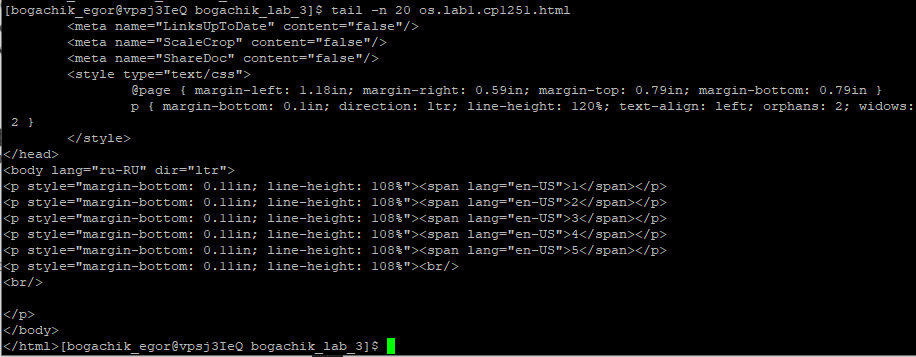 [bogachik_egor@vpsj3IeQ bogachik_lab_3]$ tail -n 20 os.lab1.cp1251.html
        <meta name="LinksUpToDate" content="false"/>
        <meta name="ScaleCrop" content="false"/>
        <meta name="ShareDoc" content="false"/>
        <style type="text/css">
                @page { margin-left: 1.18in; margin-right: 0.59in; margin-top: 0.79in; margin-bottom: 0.79in }
                p { margin-bottom: 0.1in; direction: ltr; line-height: 120%; text-align: left; orphans: 2; widows:
 2 }
        </style>
</head>
<body lang="ru-RU" dir="ltr">
<p style="margin-bottom: 0.11in; line-height: 108%"><span lang="en-US">1</span></p>
<p style="margin-bottom: 0.11in; line-height: 108%"><span lang="en-US">2</span></p>
<p style="margin-bottom: 0.11in; line-height: 108%"><span lang="en-US">3</span></p>
<p style="margin-bottom: 0.11in; line-height: 108%"><span lang="en-US">4</span></p>
<p style="margin-bottom: 0.11in; line-height: 108%"><span lang="en-US">5</span></p>
<p style="margin-bottom: 0.11in; line-height: 108%"><br/>
<br/>

</p>
</body>
</html>[bogachik_egor@vpsj3IeQ bogachik_lab_3]$